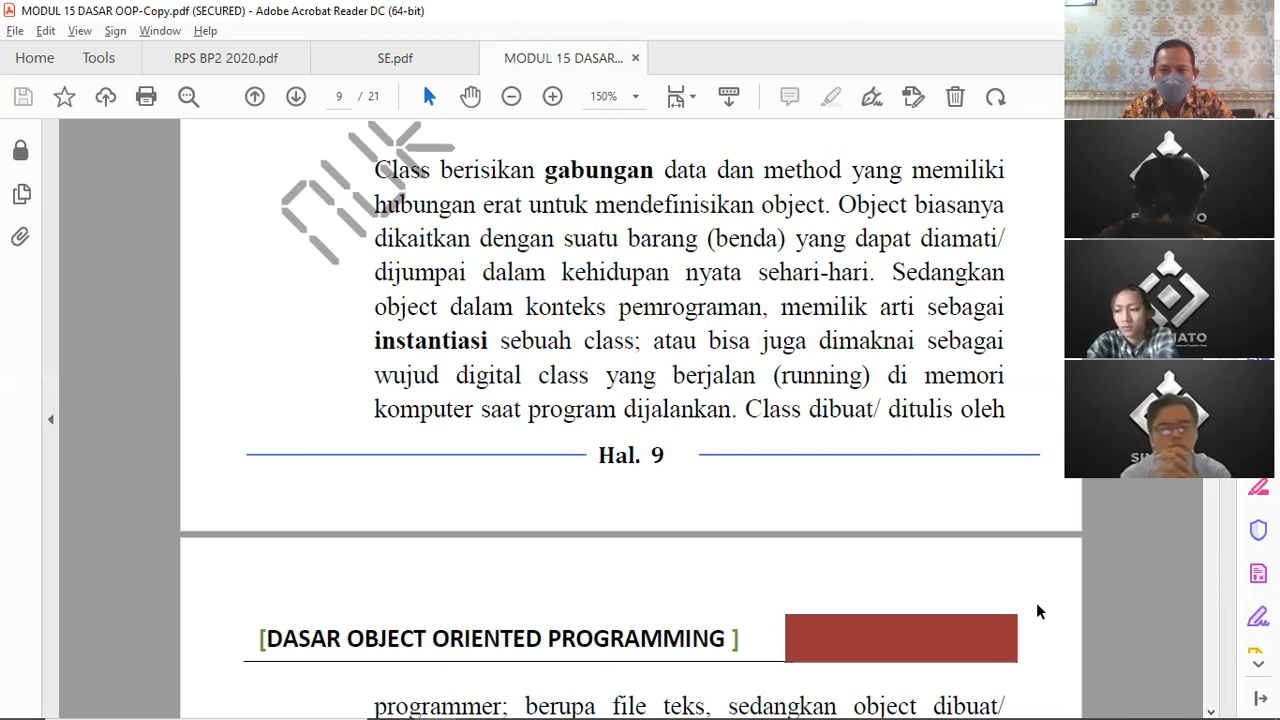 MODUL 15 DASAR OOP-Copy.pdf (SECURED) - Adobe Acrobat Reader DC (64-bit)
File Edit View Sign Window Help
Home Tools RPS BP2 2020.pdf SE.pdf MODUL 15 DASAR... ×
9 / 21 150%
Class berisikan gabungan data dan method yang memiliki
hubungan erat untuk mendefinisikan object. Object biasanya
dikaitkan dengan suatu barang (benda) yang dapat diamati/
dijumpai dalam kehidupan nyata sehari-hari. Sedangkan
object dalam konteks pemrograman, memilik arti sebagai
instantiasi sebuah class; atau bisa juga dimaknai sebagai
wujud digital class yang berjalan (running) di memori
komputer saat program dijalankan. Class dibuat/ ditulis oleh
Hal. 9
[DASAR OBJECT ORIENTED PROGRAMMING ]
programmer; berupa file teks, sedangkan object dibuat/